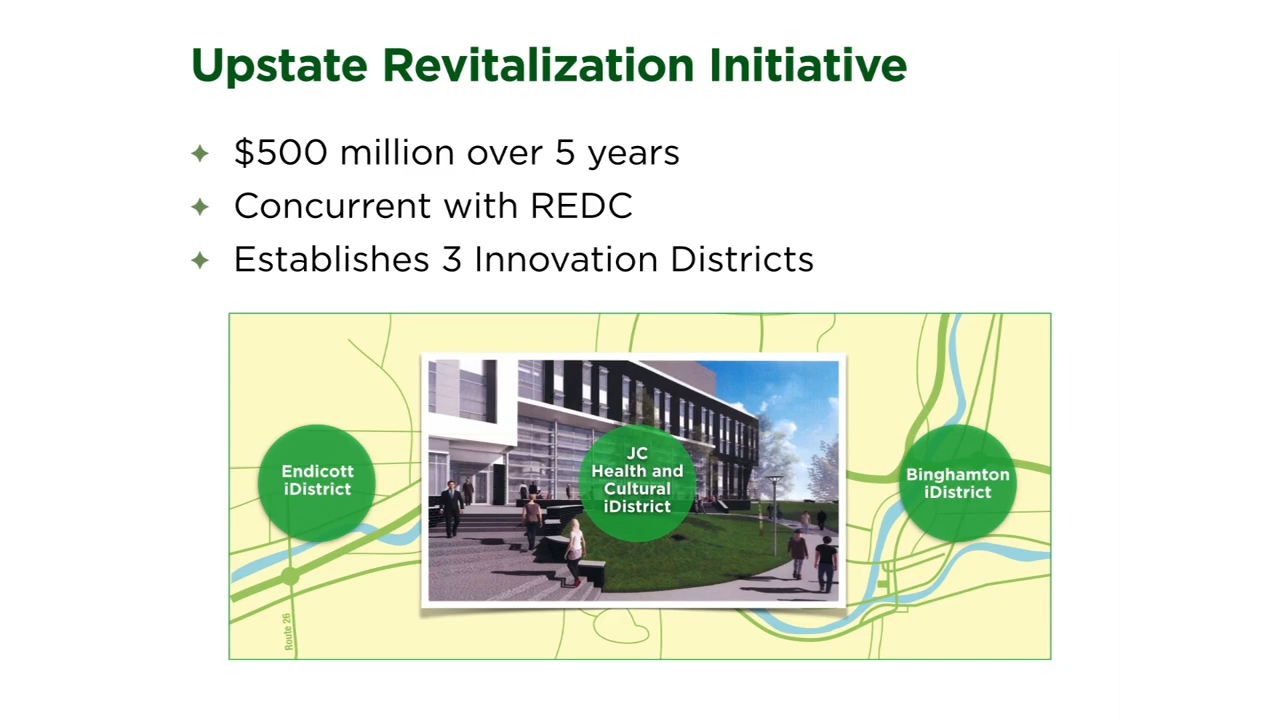 Upstate Revitalization Initiative
$500 million over 5 years
Concurrent with REDC
Establishes 3 Innovation Districts
Endicott
iDistrict
JC
Health and
Cultural
iDistrict
Binghamton
iDistrict
Route 26